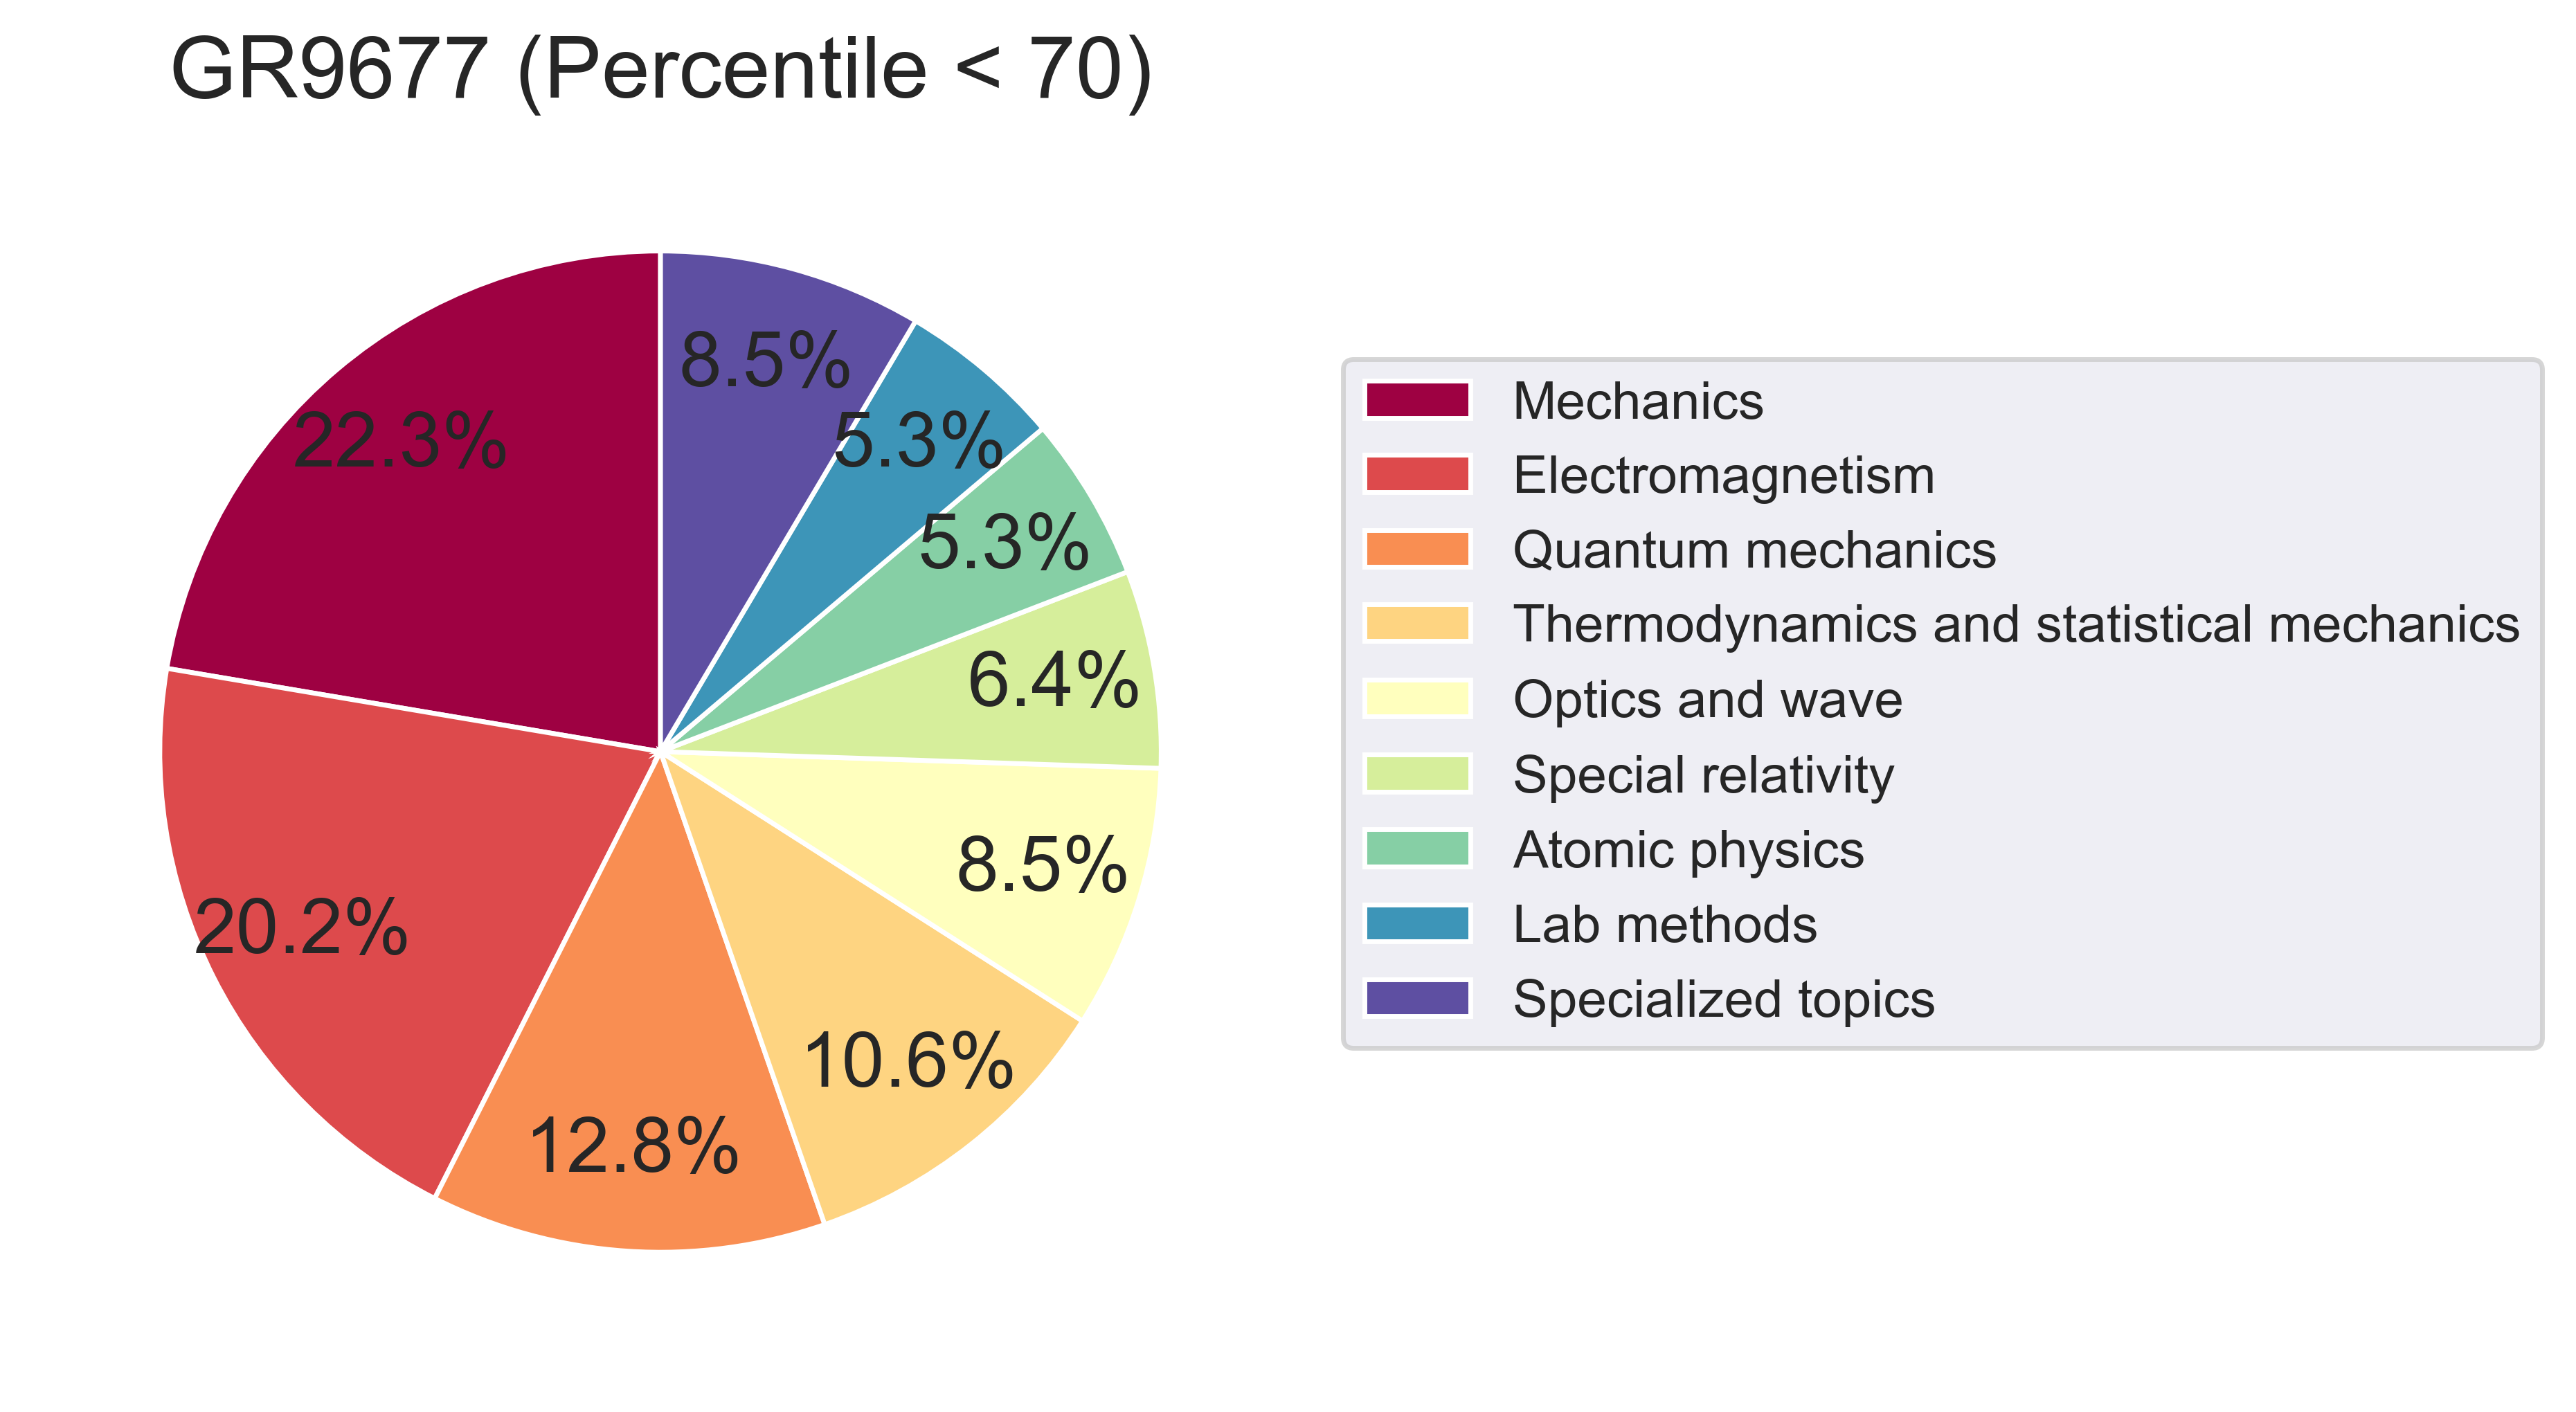 GR9677 (Percentile < 70)
8.5%
5.3%
22.3%
5.3%
6.4%
8.5%
20.2%
10.6%
12.8%
Mechanics
Electromagnetism
Quantum mechanics
Thermodynamics and statistical mechanics
Optics and wave
Special relativity
Atomic physics
Lab methods
Specialized topics